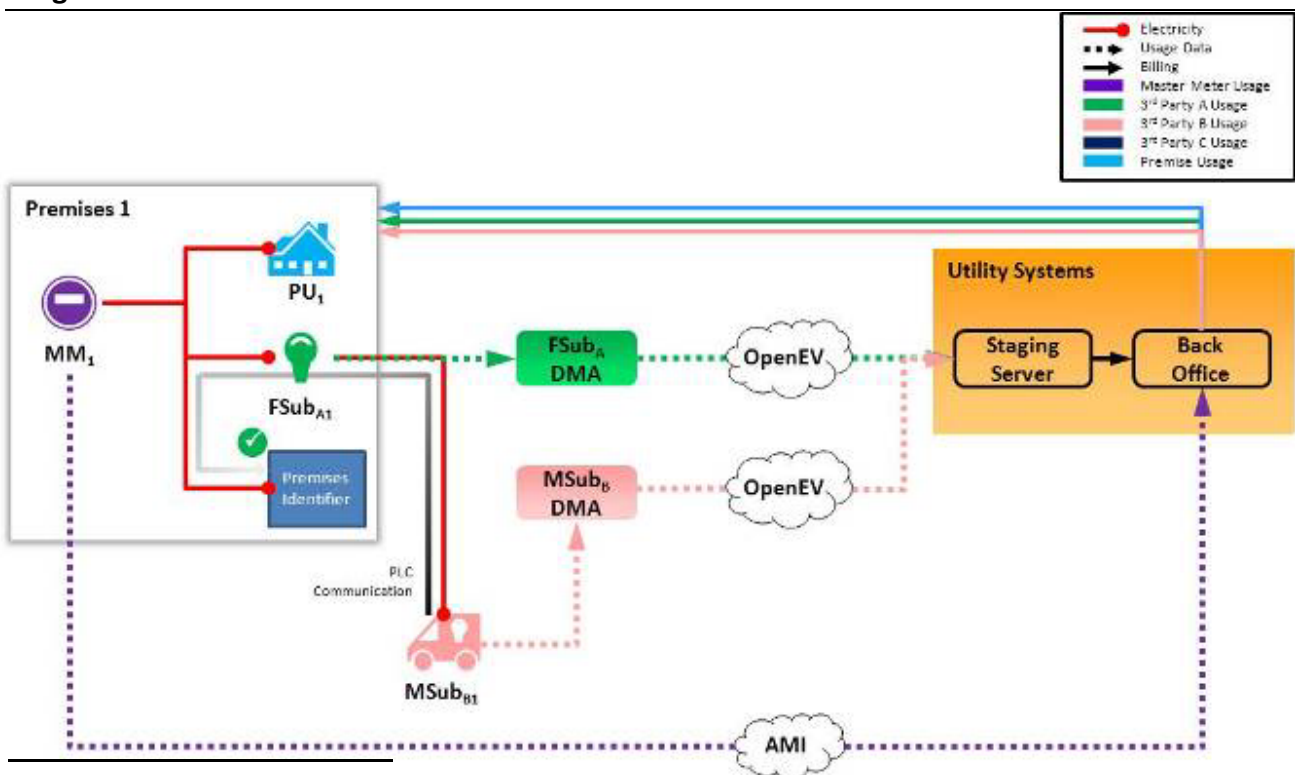 Electricity
Usage Data
Billing
Master Meter Usage
3rd Party A Usage
3rd Party B Usage
3rd Party C Usage
Premise Usage
Premises 1
PU1
MM1
FSubA1
Premises
Identifier
FSubA
DMA
OpenEV
MSubB
DMA
OpenEV
Utility Systems
Staging
Server
Back
Office
PLC
Communication
MSubB1
AMI